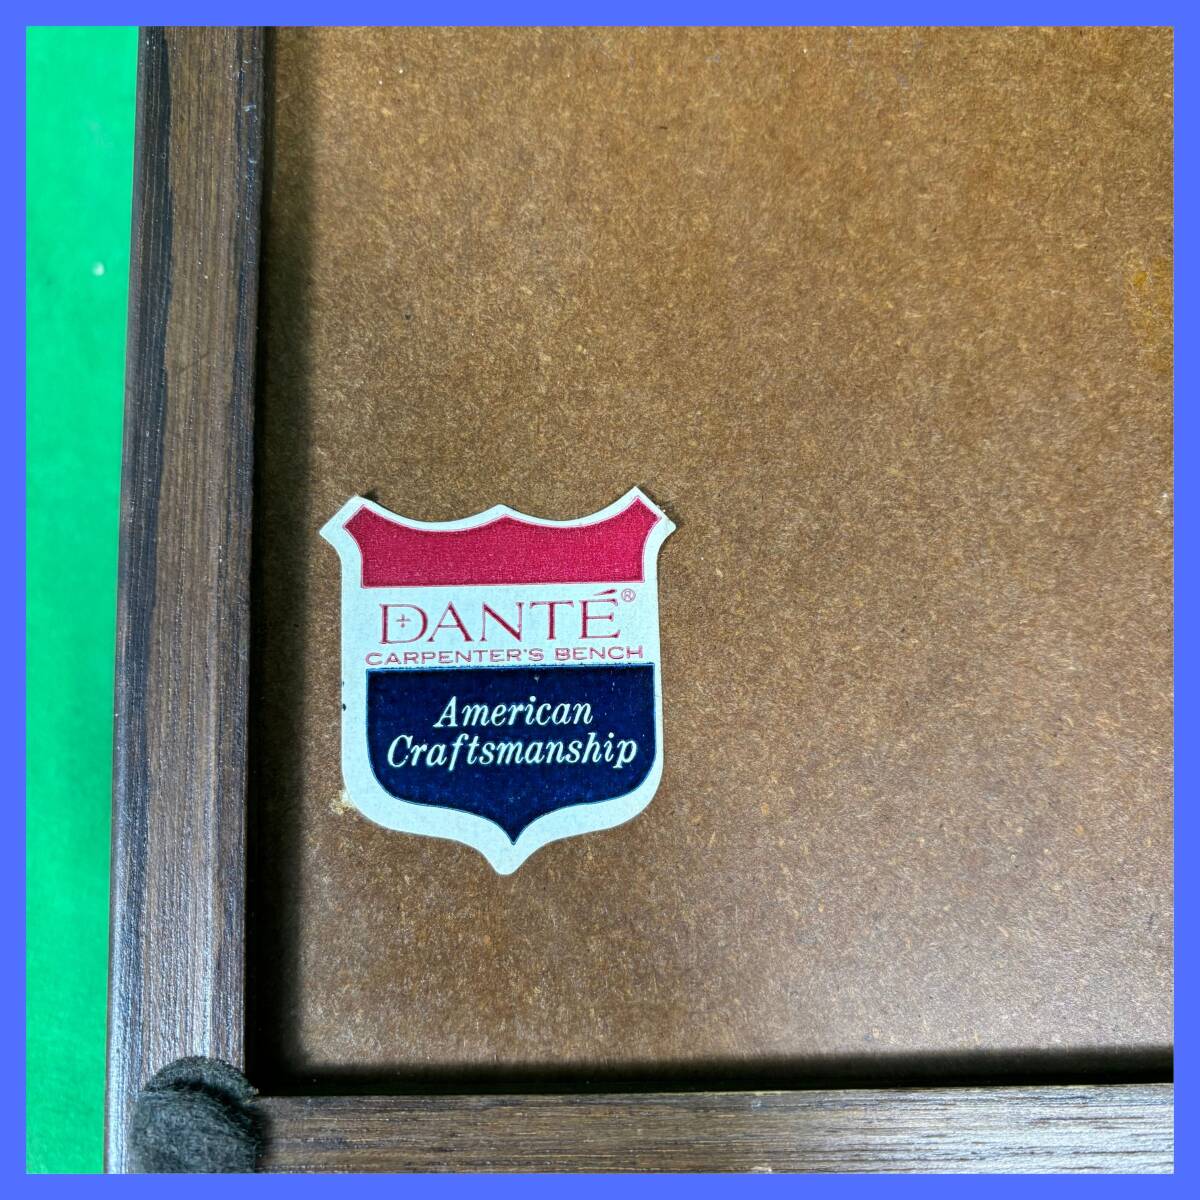 DANTÉ®
CARPENTER'S BENCH
American
Craftsmanship